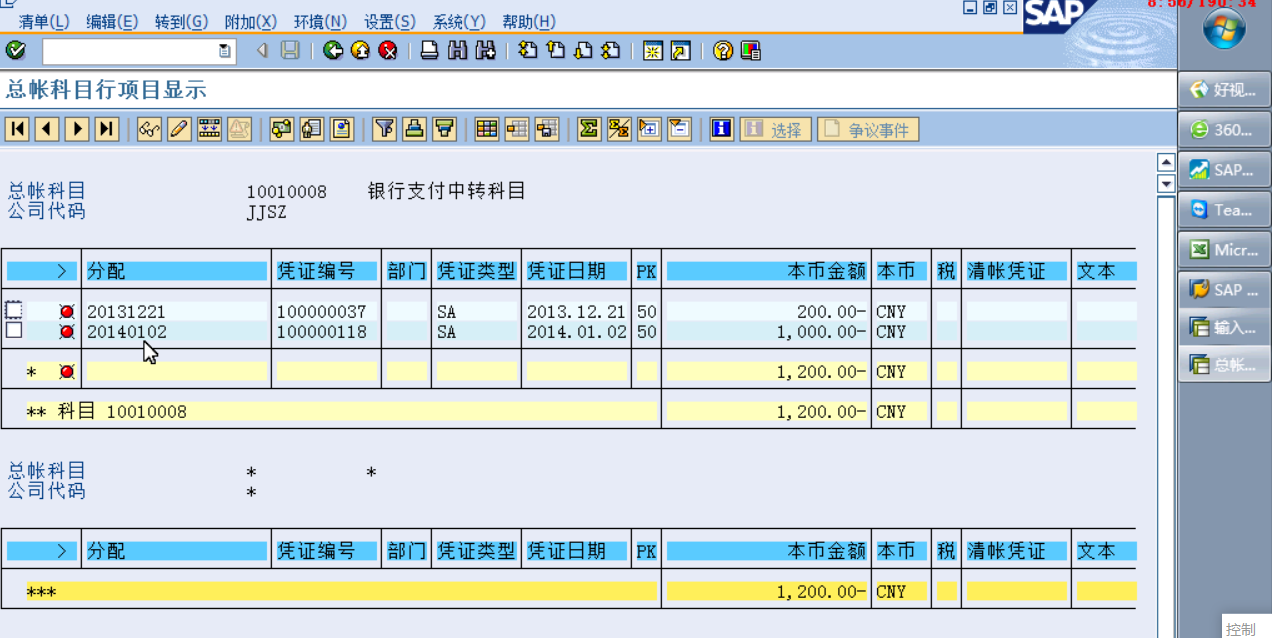 清单(L) 编辑(E) 转到(G) 附加(X) 环境(N) 设置(S) 系统(Y) 帮助(H)
SAP
8:56/190:34
总帐科目行项目显示
选择 争议事件
总帐科目 10010008 银行支付中转科目
公司代码 JJSZ
> 分配 凭证编号 部门 凭证类型 凭证日期 PK 本币金额 本币 税 清帐凭证 文本
20131221 100000037 SA 2013.12.21 50 200.00- CNY
20140102 100000118 SA 2014.01.02 50 1,000.00- CNY
* 1,200.00- CNY
** 科目 10010008 1,200.00- CNY
总帐科目 * *
公司代码 *
> 分配 凭证编号 部门 凭证类型 凭证日期 PK 本币金额 本币 税 清帐凭证 文本
*** 1,200.00- CNY
好视...
360...
SAP...
Tea...
Micr...
SAP ...
输入...
总帐...
控制